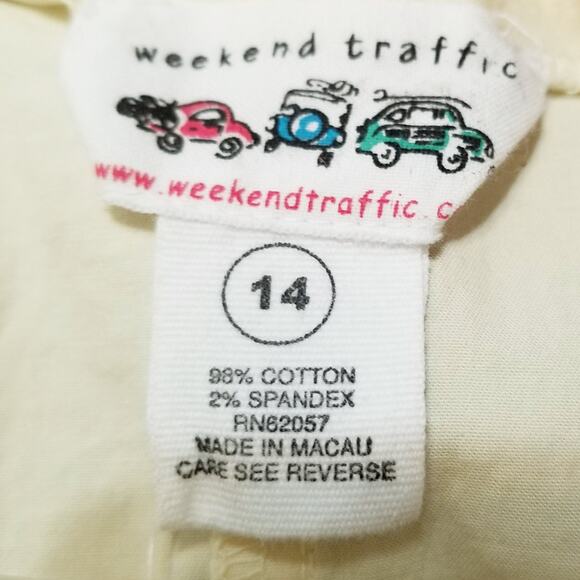 weekend traffic
www.weekendtraffic.c
14
98% COTTON
2% SPANDEX
RN62057
MADE IN MACAU
CARE SEE REVERSE